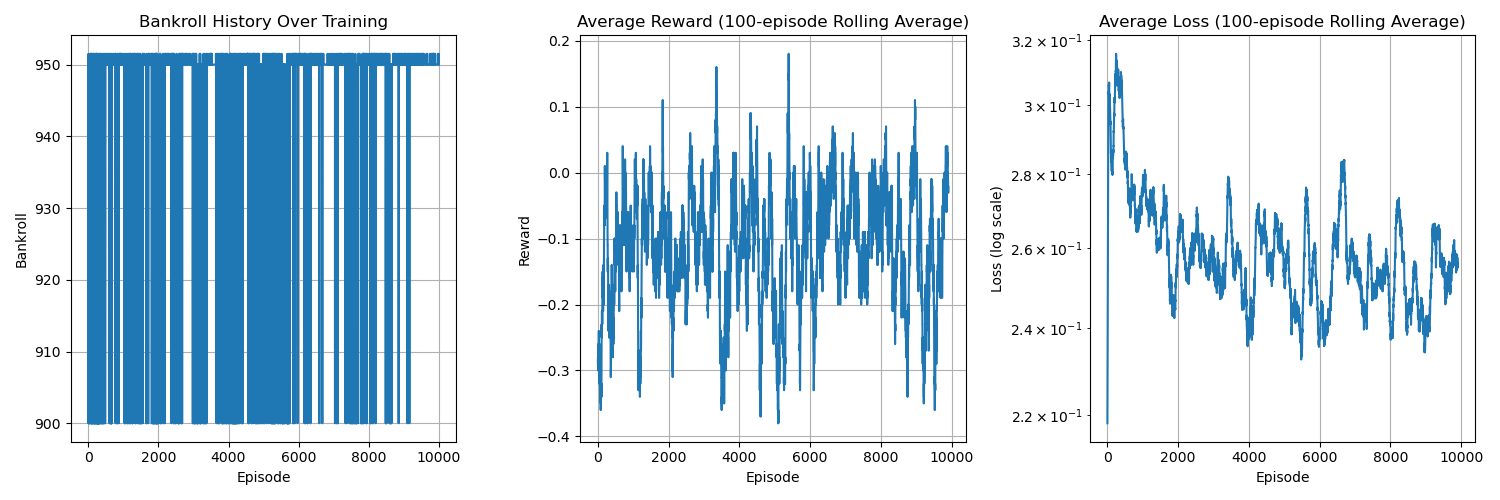 Bankroll History Over Training
Bankroll
950
940
930
920
910
900
0 2000 4000 6000 8000 10000
Episode
Average Reward (100-episode Rolling Average)
Reward
0.2
0.1
0.0
−0.1
−0.2
−0.3
−0.4
0 2000 4000 6000 8000 10000
Episode
Average Loss (100-episode Rolling Average)
Loss (log scale)
3.2 × 10⁻¹
3 × 10⁻¹
2.8 × 10⁻¹
2.6 × 10⁻¹
2.4 × 10⁻¹
2.2 × 10⁻¹
0 2000 4000 6000 8000 10000
Episode